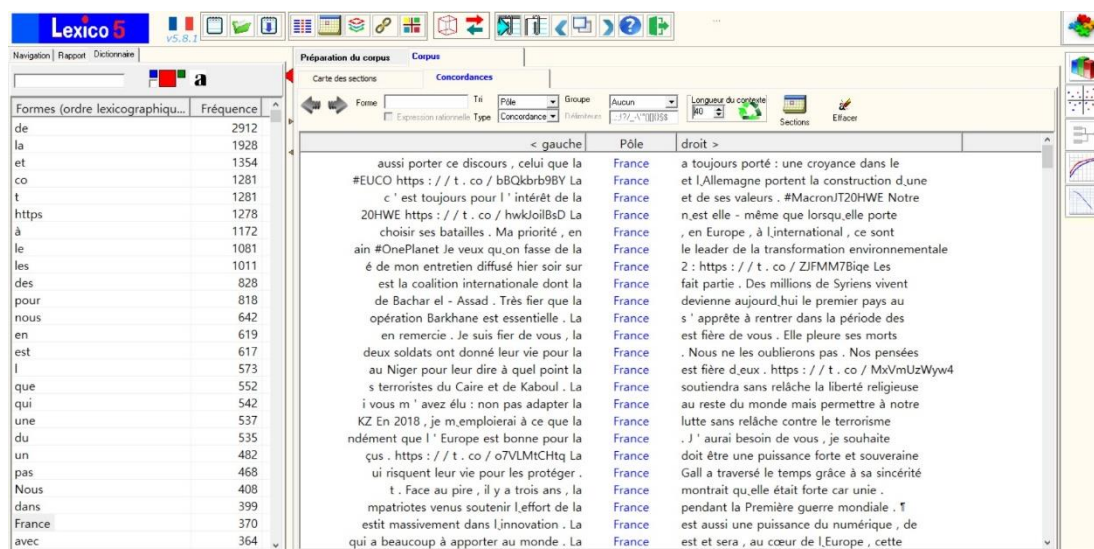 Lexico 5
v5.8.1
Navigation Rapport Dictionnaire
a
Formes (ordre lexicographiqu... Fréquence
de 2912
la 1928
et 1354
co 1281
t 1281
https 1278
à 1172
le 1081
les 1011
des 828
pour 818
nous 642
en 619
est 617
l 573
que 552
qui 542
une 537
du 535
un 482
pas 468
Nous 408
dans 399
France 370
avec 364
Préparation du corpus Corpus
Carte des sections Concordances
Forme Tri Pôle Groupe Aucun Longueur du contexte
Expression rationnelle Type Concordance Délimiteurs 40 Sections Effacer
< gauche Pôle droit >
aussi porter ce discours , celui que la France a toujours porté : une croyance dans le
#EUCO https : / / t . co / bBQkbrb9BY La France et l_Allemagne portent la construction d_une
c ' est toujours pour l ' intérêt de la France et de ses valeurs . #MacronJT20HWE Notre
20HWE https : / / t . co / hwkJoilBsD La France n_est elle - même que lorsqu_elle porte
choisir ses batailles . Ma priorité , en France , en Europe , à l_international , ce sont
ain #OnePlanet Je veux qu_on fasse de la France le leader de la transformation environnementale
é de mon entretien diffusé hier soir sur France 2 : https : / / t . co / ZJFMM7Biqe Les
est la coalition internationale dont la France fait partie . Des millions de Syriens vivent
de Bachar el - Assad . Très fier que la France devienne aujourd_hui le premier pays au
opération Barkhane est essentielle . La France s ' apprête à rentrer dans la période des
en remercie . Je suis fier de vous , la France est fière de vous . Elle pleure ses morts
deux soldats ont donné leur vie pour la France . Nous ne les oublierons pas . Nos pensées
au Niger pour leur dire à quel point la France est fière d_eux . https : / / t . co / MxVmUzWyw4
s terroristes du Caire et de Kaboul . La France soutiendra sans relâche la liberté religieuse
i vous m ' avez élu : non pas adapter la France au reste du monde mais permettre à notre
KZ En 2018 , je m_emploierai à ce que la France lutte sans relâche contre le terrorisme
ndément que l ' Europe est bonne pour la France . J ' aurai besoin de vous , je souhaite
çus . https : / / t . co / o7VLMtCHtq La France doit être une puissance forte et souveraine
ui risquent leur vie pour les protéger . France Gall a traversé le temps grâce à sa sincérité
t . Face au pire , il y a trois ans , la France montrait qu_elle était forte car unie .
mpatriotes venus soutenir l_effort de la France pendant la Première guerre mondiale . ¶
estit massivement dans l_innovation . La France est aussi une puissance du numérique , de
qui a beaucoup à apporter au monde . La France est et sera , au cœur de l_Europe , cette